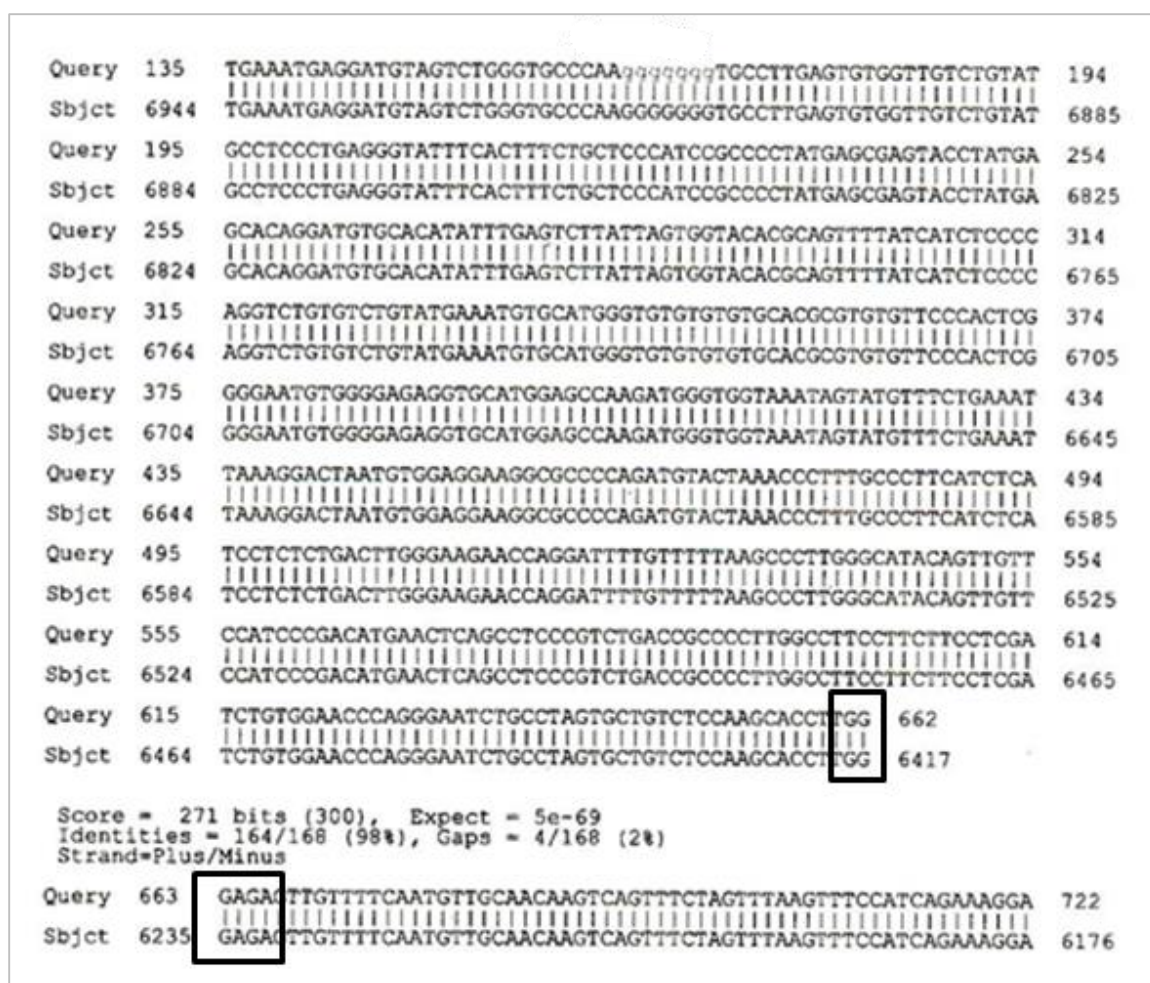 Query 135 TGAAATGAGGATGTAGTCTGGGTGCCCAAgggggggTGCCTTGAGTGTGGTTGTCTGTAT 194
Sbjct 6944 TGAAATGAGGATGTAGTCTGGGTGCCCAAGGGGGGGTGCCTTGAGTGTGGTTGTCTGTAT 6885
Query 195 GCCTCCCTGAGGGTATTTCACTTTCTGCTCCCATCCGCCCCTATGAGCGAGTACCTATGA 254
Sbjct 6884 GCCTCCCTGAGGGTATTTCACTTTCTGCTCCCATCCGCCCCTATGAGCGAGTACCTATGA 6825
Query 255 GCACAGGATGTGCACATATTTGAGTCTTATTAGTGGTACACGCAGTTTTATCATCTCCCC 314
Sbjct 6824 GCACAGGATGTGCACATATTTGAGTCTTATTAGTGGTACACGCAGTTTTATCATCTCCCC 6765
Query 315 AGGTCTGTGTCTGTATGAAATGTGCATGGGTGTGTGTGTGCACGCGTGTGTTCCCACTCG 374
Sbjct 6764 AGGTCTGTGTCTGTATGAAATGTGCATGGGTGTGTGTGTGCACGCGTGTGTTCCCACTCG 6705
Query 375 GGGAATGTGGGGAGAGGTGCATGGAGCCAAGATGGGTGGTAAATAGTATGTTTCTGAAAT 434
Sbjct 6704 GGGAATGTGGGGAGAGGTGCATGGAGCCAAGATGGGTGGTAAATAGTATGTTTCTGAAAT 6645
Query 435 TAAAGGACTAATGTGGAGGAAGGCGCCCCAGATGTACTAAACCCTTTGCCCTTCATCTCA 494
Sbjct 6644 TAAAGGACTAATGTGGAGGAAGGCGCCCCAGATGTACTAAACCCTTTGCCCTTCATCTCA 6585
Query 495 TCCTCTCTGACTTGGGAAGAACCAGGATTTTGTTTTTAAGCCCTTGGGCATACAGTTGTT 554
Sbjct 6584 TCCTCTCTGACTTGGGAAGAACCAGGATTTTGTTTTTAAGCCCTTGGGCATACAGTTGTT 6525
Query 555 CCATCCCGACATGAACTCAGCCTCCCGTCTGACCGCCCCTTGGCCTTCCTTCTTCCTCGA 614
Sbjct 6524 CCATCCCGACATGAACTCAGCCTCCCGTCTGACCGCCCCTTGGCCTTCCTTCTTCCTCGA 6465
Query 615 TCTGTGGAACCCAGGGAATCTGCCTAGTGCTGTCTCCAAGCACCTTGG 662
Sbjct 6464 TCTGTGGAACCCAGGGAATCTGCCTAGTGCTGTCTCCAAGCACCTTGG 6417
Score = 271 bits (300), Expect = 5e-69
Identities = 164/168 (98%), Gaps = 4/168 (2%)
Strand=Plus/Minus
Query 663 GAGAGTTGTTTTCAATGTTGCAACAAGTCAGTTTCTAGTTTAAGTTTCCATCAGAAAGGA 722
Sbjct 6235 GAGAGTTGTTTTCAATGTTGCAACAAGTCAGTTTCTAGTTTAAGTTTCCATCAGAAAGGA 6176